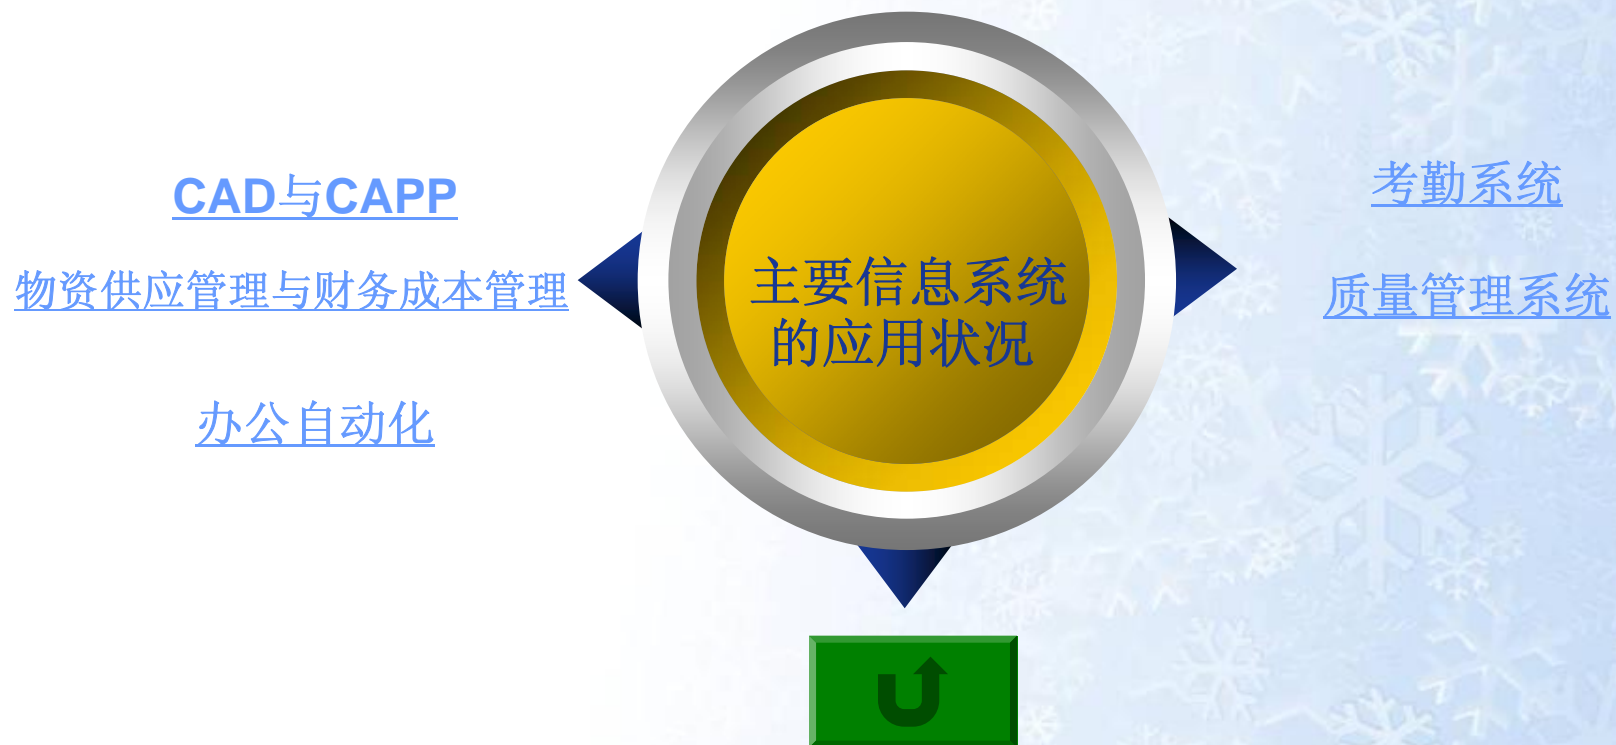 CAD与CAPP
物资供应管理与财务成本管理
办公自动化
主要信息系统
的应用状况
考勤系统
质量管理系统